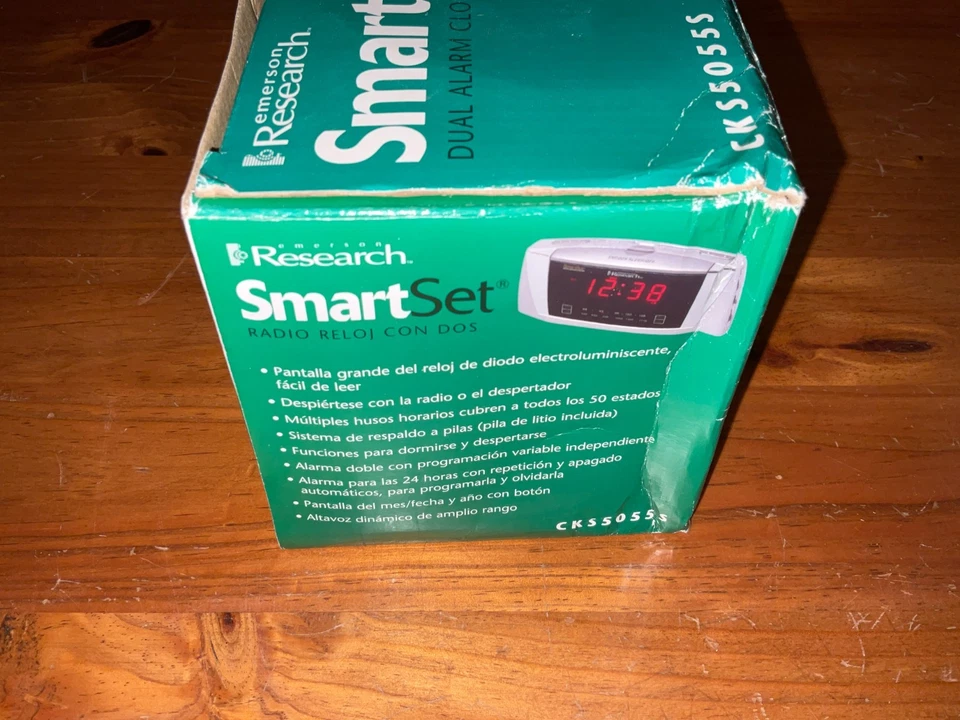 emerson
Research.
Smart
DUAL ALARM CLO
CKS5055S
emerson
Research™
SmartSet®
RADIO RELOJ CON DOS
12:38
• Pantalla grande del reloj de diodo electroluminiscente,
fácil de leer
• Despiértese con la radio o el despertador
• Múltiples husos horarios cubren a todos los 50 estados
• Sistema de respaldo a pilas (pila de litio incluida)
• Funciones para dormirse y despertarse
• Alarma doble con programación variable independiente
• Alarma para las 24 horas con repetición y apagado
automáticos, para programarla y olvidarla
• Pantalla del mes/fecha y año con botón
• Altavoz dinámico de amplio rango
CKS5055S